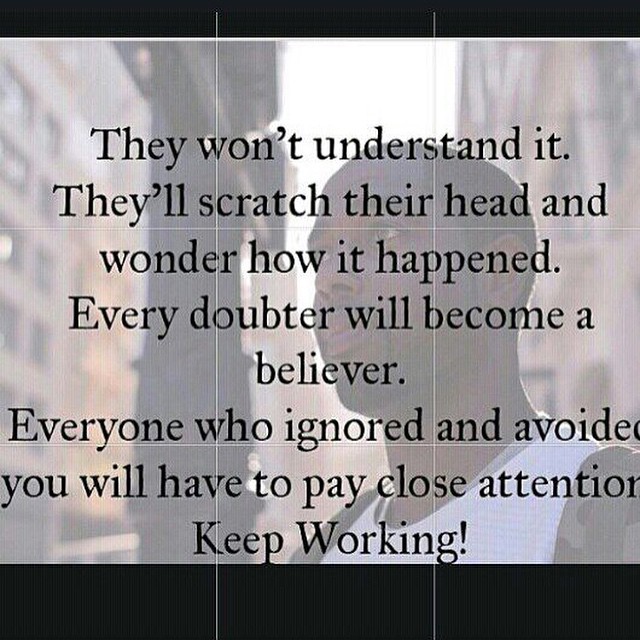 They won't understand it.
They'll scratch their head and
wonder how it happened.
Every doubter will become a
believer.
Everyone who ignored and avoided
you will have to pay close attention
Keep Working!